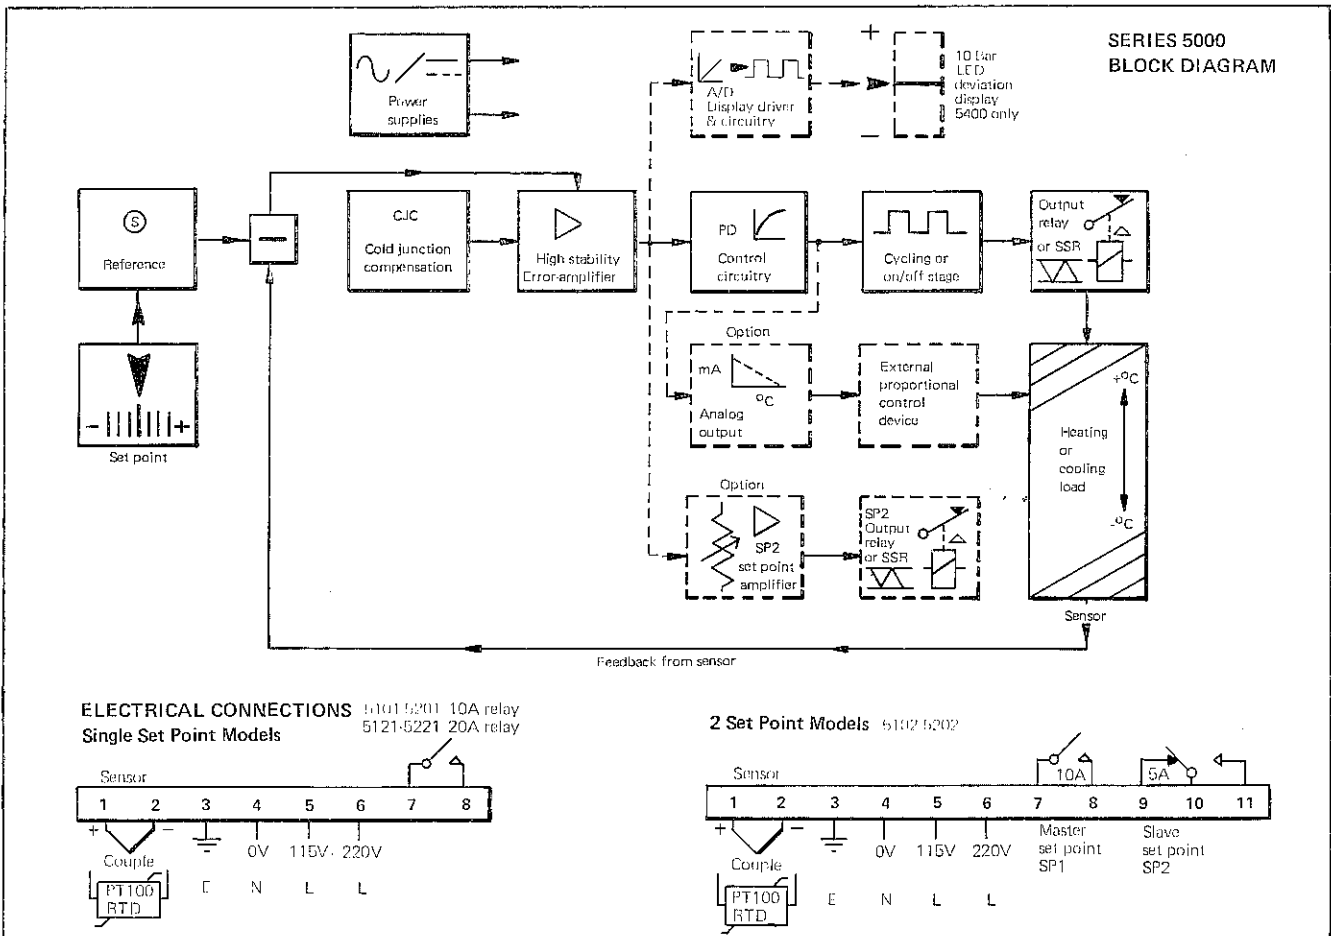 SERIES 5000
BLOCK DIAGRAM
Power
supplies
A/D
Display driver
& circuitry
+
−
10 Bar
LED
deviation
display
5400 only
S
Reference
−
CJC
Cold junction
compensation
High stability
Error-amplifier
PD
Control
circuitry
Cycling or
on/off stage
Output
relay
or SSR
- +
Set point
Option
mA
°C
Analog
output
External
proportional
control
device
+°C
Heating
or
cooling
load
-°C
Option
SP2
set point
amplifier
SP2
Output
relay
or SSR
Sensor
Feedback from sensor
ELECTRICAL CONNECTIONS 5101·5201 10A relay
Single Set Point Models 5121·5221 20A relay
Sensor
1 2 3 4 5 6 7 8
+ −
Couple
0V 115V · 220V
PT100
RTD
E N L L
2 Set Point Models 5102·5202
Sensor
10A 5A
1 2 3 4 5 6 7 8 9 10 11
+ −
Couple
0V 115V 220V
Master
set point
SP1
Slave
set point
SP2
PT100
RTD
E N L L